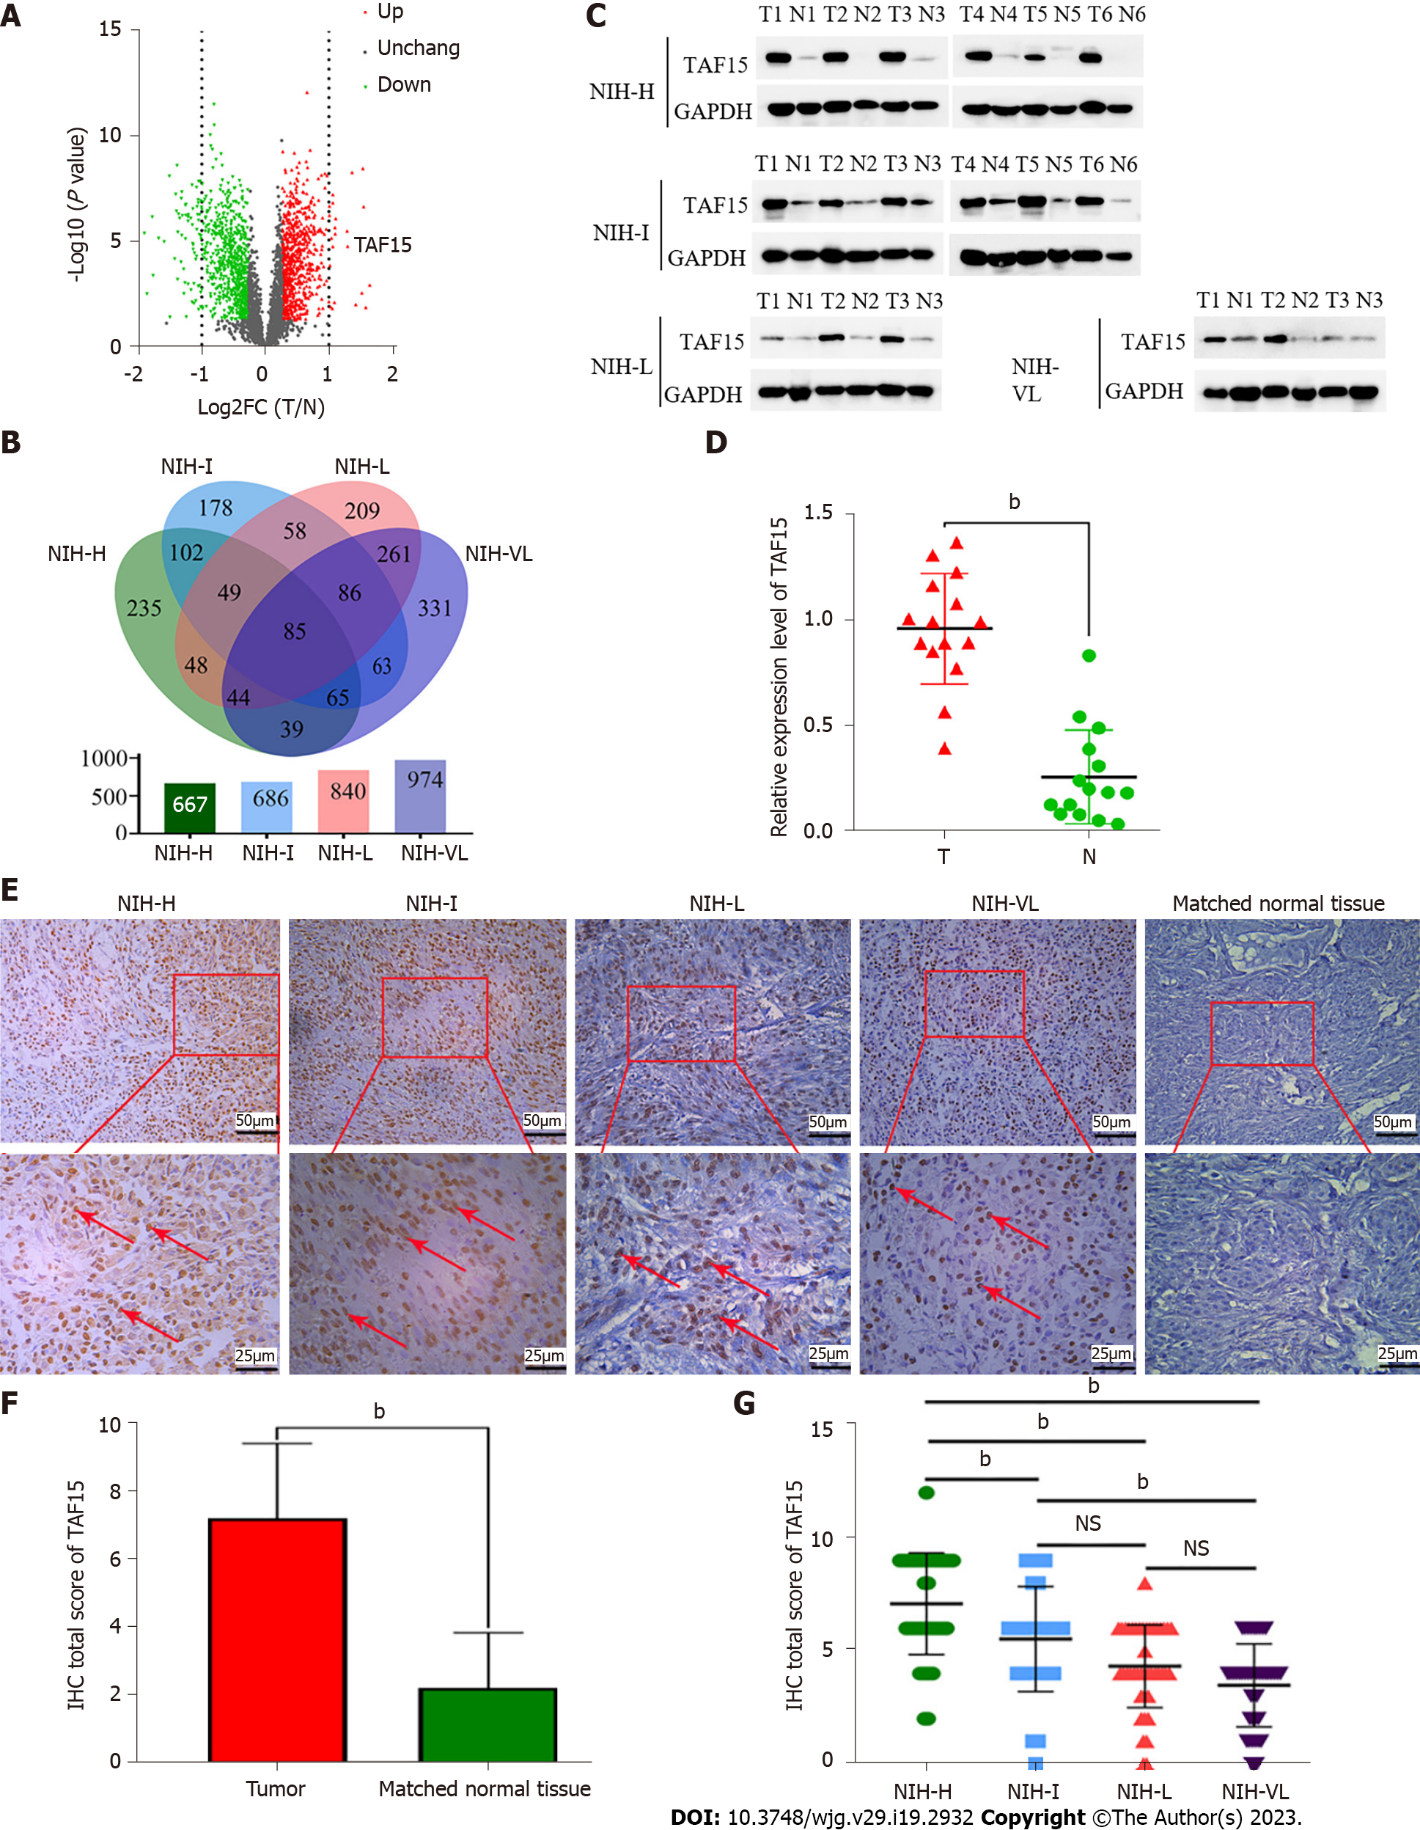 A
Up
Unchang
Down
15
10
5
0
-Log10 (P value)
TAF15
-2 -1 0 1 2
Log2FC (T/N)
B
NIH-I
NIH-L
NIH-H
NIH-VL
178
209
58
102
261
49
86
235
331
85
48
63
44
65
39
1000
500
0
667
686
840
974
NIH-H NIH-I NIH-L NIH-VL
C
T1 N1 T2 N2 T3 N3 T4 N4 T5 N5 T6 N6
NIH-H
TAF15
GAPDH
T1 N1 T2 N2 T3 N3 T4 N4 T5 N5 T6 N6
NIH-I
TAF15
GAPDH
T1 N1 T2 N2 T3 N3
NIH-L
TAF15
GAPDH
T1 N1 T2 N2 T3 N3
NIH-
VL
TAF15
GAPDH
D
b
1.5
1.0
0.5
0.0
Relative expression level of TAF15
T N
E
NIH-H NIH-I NIH-L NIH-VL Matched normal tissue
50μm 50μm 50μm 50μm 50μm
25μm 25μm 25μm 25μm 25μm
F
b
10
8
6
4
2
0
IHC total score of TAF15
Tumor Matched normal tissue
G
b
b
b
b
NS
NS
15
10
5
0
IHC total score of TAF15
NIH-H NIH-I NIH-L NIH-VL
DOI: 10.3748/wjg.v29.i19.2932 Copyright ©The Author(s) 2023.